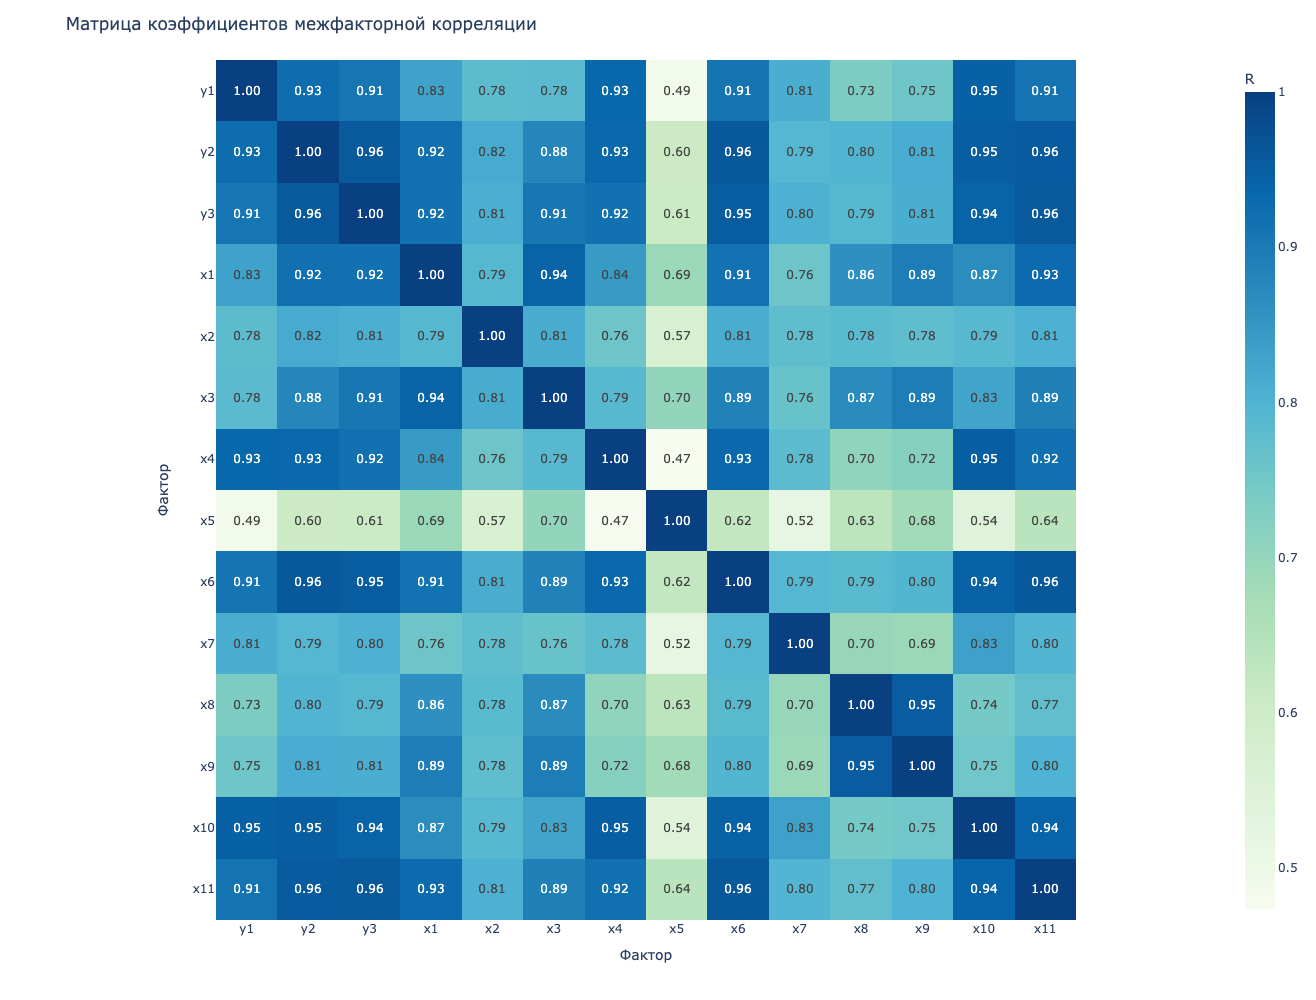 Матрица коэффициентов межфакторной корреляции
R
y1 1.00 0.93 0.91 0.83 0.78 0.78 0.93 0.49 0.91 0.81 0.73 0.75 0.95 0.91
y2 0.93 1.00 0.96 0.92 0.82 0.88 0.93 0.60 0.96 0.79 0.80 0.81 0.95 0.96
y3 0.91 0.96 1.00 0.92 0.81 0.91 0.92 0.61 0.95 0.80 0.79 0.81 0.94 0.96
x1 0.83 0.92 0.92 1.00 0.79 0.94 0.84 0.69 0.91 0.76 0.86 0.89 0.87 0.93
x2 0.78 0.82 0.81 0.79 1.00 0.81 0.76 0.57 0.81 0.78 0.78 0.78 0.79 0.81
x3 0.78 0.88 0.91 0.94 0.81 1.00 0.79 0.70 0.89 0.76 0.87 0.89 0.83 0.89
x4 0.93 0.93 0.92 0.84 0.76 0.79 1.00 0.47 0.93 0.78 0.70 0.72 0.95 0.92
x5 0.49 0.60 0.61 0.69 0.57 0.70 0.47 1.00 0.62 0.52 0.63 0.68 0.54 0.64
x6 0.91 0.96 0.95 0.91 0.81 0.89 0.93 0.62 1.00 0.79 0.79 0.80 0.94 0.96
x7 0.81 0.79 0.80 0.76 0.78 0.76 0.78 0.52 0.79 1.00 0.70 0.69 0.83 0.80
x8 0.73 0.80 0.79 0.86 0.78 0.87 0.70 0.63 0.79 0.70 1.00 0.95 0.74 0.77
x9 0.75 0.81 0.81 0.89 0.78 0.89 0.72 0.68 0.80 0.69 0.95 1.00 0.75 0.80
x10 0.95 0.95 0.94 0.87 0.79 0.83 0.95 0.54 0.94 0.83 0.74 0.75 1.00 0.94
x11 0.91 0.96 0.96 0.93 0.81 0.89 0.92 0.64 0.96 0.80 0.77 0.80 0.94 1.00
y1 y2 y3 x1 x2 x3 x4 x5 x6 x7 x8 x9 x10 x11
Фактор
Фактор
1
0.9
0.8
0.7
0.6
0.5